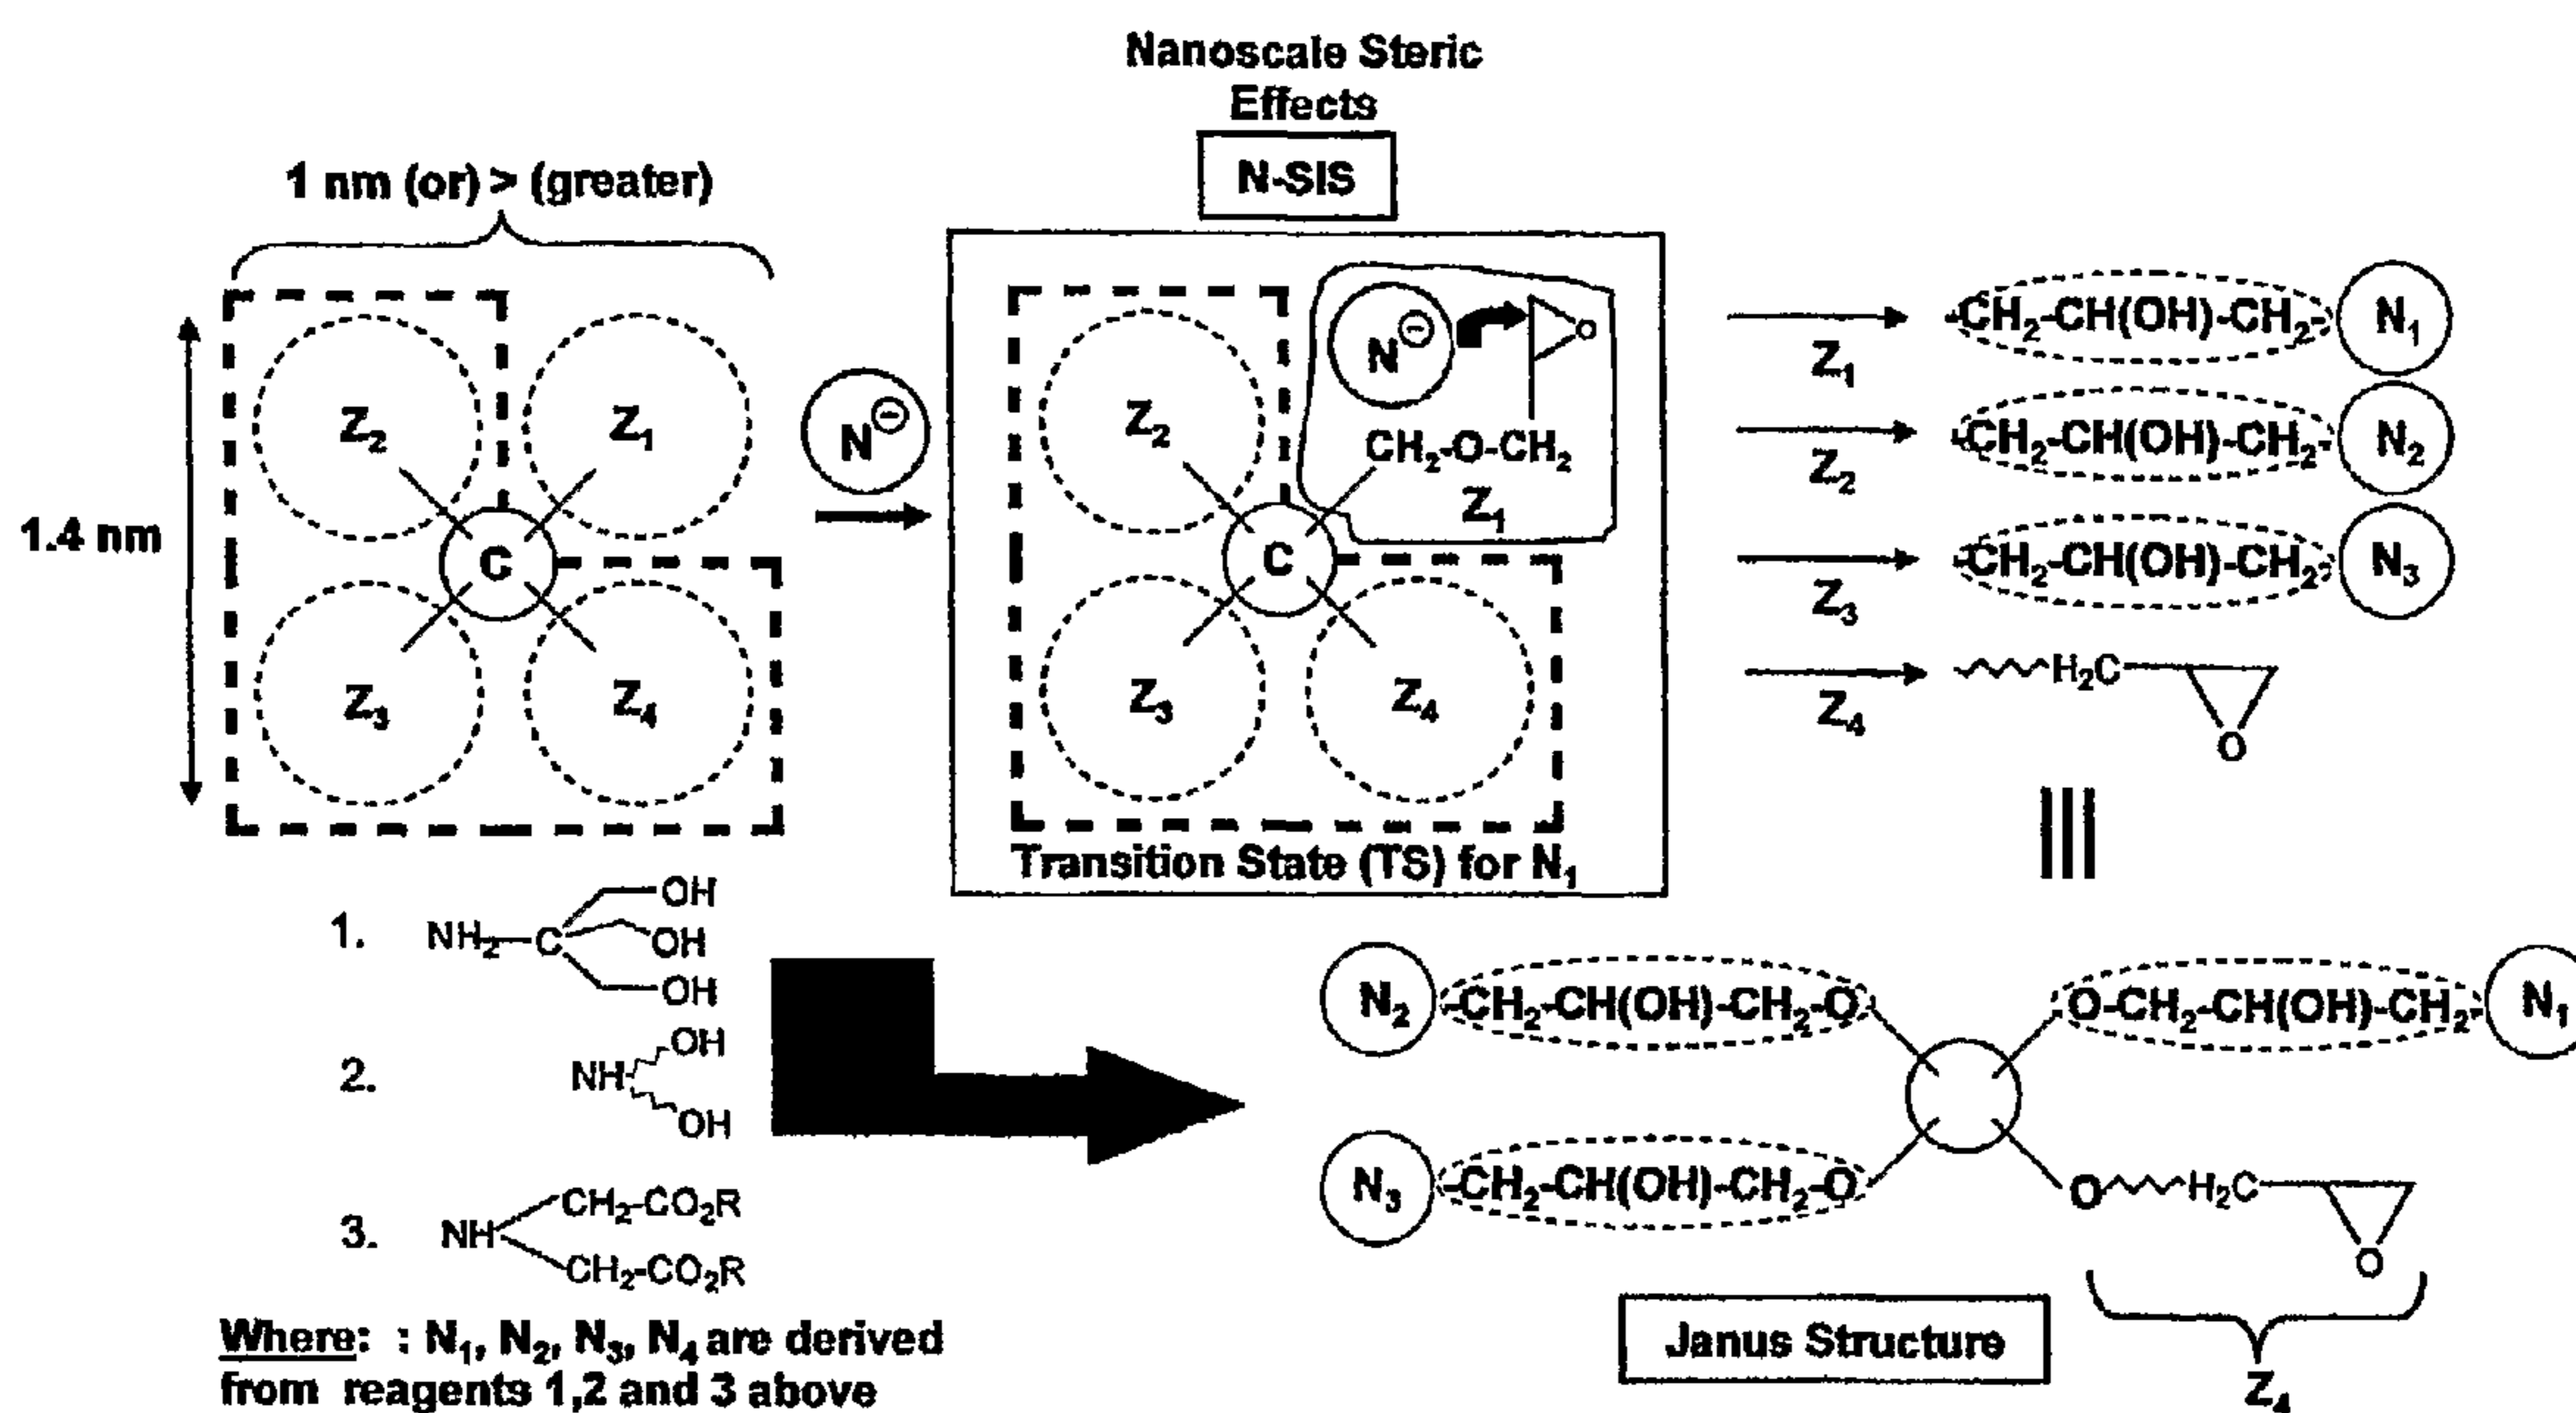 Nanoscale Steric
Effects
N-SIS
1 nm (or) > (greater)
1.4 nm
Z₂
Z₁
C
Z₃
Z₄
N⊖
Z₂
N⊖
O
CH₂-O-CH₂
Z₁
C
Z₃
Z₄
Transition State (TS) for N₁
Z₁
-CH₂-CH(OH)-CH₂-
N₁
Z₂
-CH₂-CH(OH)-CH₂-
N₂
Z₃
-CH₂-CH(OH)-CH₂-
N₃
Z₄
H₂C
O
1. NH₂-C
OH
OH
OH
2. NH
OH
OH
3. NH
CH₂-CO₂R
CH₂-CO₂R
Where: : N₁, N₂, N₃, N₄ are derived
from reagents 1,2 and 3 above
N₂
-CH₂-CH(OH)-CH₂-O
O-CH₂-CH(OH)-CH₂-
N₁
N₃
-CH₂-CH(OH)-CH₂-O
O
H₂C
O
Janus Structure
Z₄